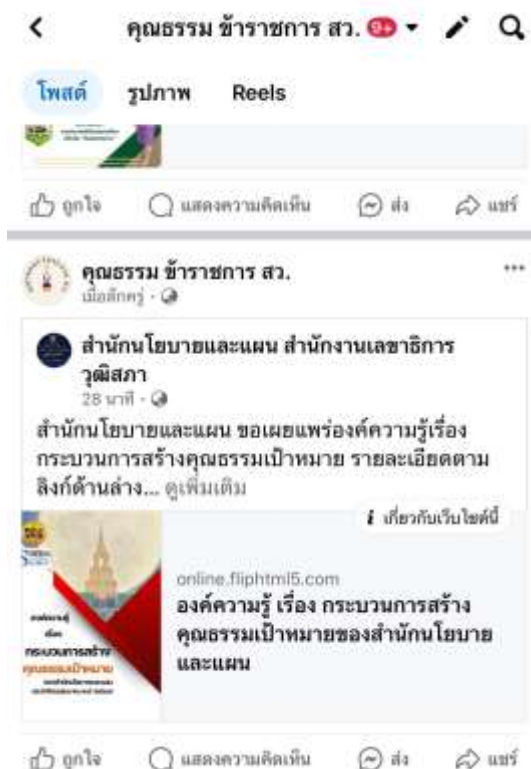 คุณธรรม ข้าราชการ สว. 9+
โพสต์ รูปภาพ Reels
ถูกใจ แสดงความคิดเห็น ส่ง แชร์
คุณธรรม ข้าราชการ สว.
เมื่อสักครู่
สำนักนโยบายและแผน สำนักงานเลขาธิการ
วุฒิสภา
28 นาที
สำนักนโยบายและแผน ขอเผยแพร่องค์ความรู้เรื่อง
กระบวนการสร้างคุณธรรมเป้าหมาย รายละเอียดตาม
ลิงก์ด้านล่าง... ดูเพิ่มเติม
i เกี่ยวกับเว็บไซต์นี้
องค์ความรู้
เรื่อง
กระบวนการสร้าง
คุณธรรมเป้าหมาย
online.fliphtml5.com
องค์ความรู้ เรื่อง กระบวนการสร้าง
คุณธรรมเป้าหมายของสำนักนโยบาย
และแผน
ถูกใจ แสดงความคิดเห็น ส่ง แชร์